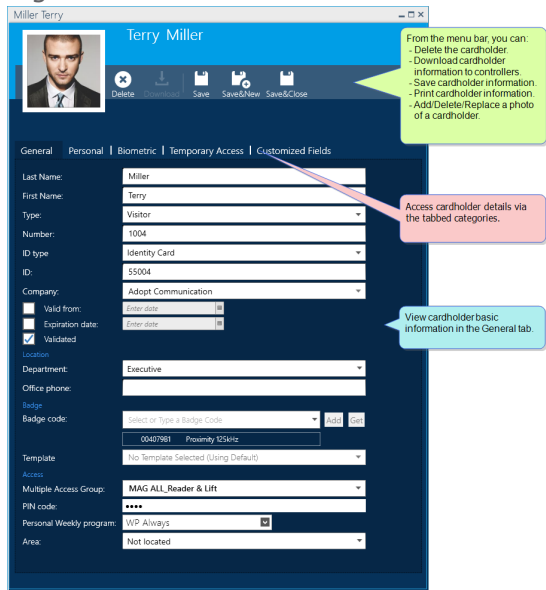 Miller Terry
Terry Miller
Delete
Download
Save
Save&New
Save&Close
From the menu bar, you can:
- Delete the cardholder.
- Download cardholder
information to controllers.
- Save cardholder information.
- Print cardholder information.
- Add/Delete/Replace a photo
of a cardholder.
General Personal | Biometric | Temporary Access | Customized Fields
Access cardholder details via
the tabbed categories.
Last Name: Miller
First Name: Terry
Type: Visitor
Number: 1004
ID type Identity Card
ID: 55004
Company: Adopt Communication
Valid from: Enter date
Expiration date: Enter date
Validated
View cardholder basic
information in the General tab.
Location
Department: Executive
Office phone:
Badge
Badge code: Select or Type a Badge Code Add Get
00407981 Proximity 125kHz
Template No Template Selected (Using Default)
Access
Multiple Access Group: MAG ALL_Reader & Lift
PIN code: ••••
Personal Weekly program: WP Always
Area: Not located